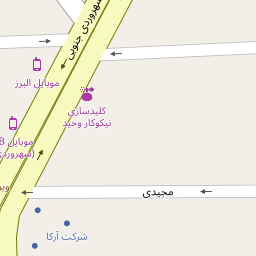 سهروردی جنوبی
موبایل البرز
کلیدسازی
نیکوکار وحید
موبایل B
(سهروردی
مجیدی
شرکت آرکا